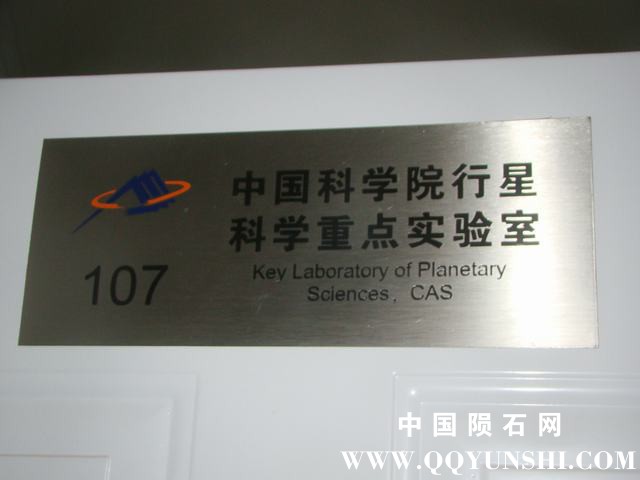 中国科学院行星
科学重点实验室
107
Key Laboratory of Planetary
Sciences, CAS
中国陨石网
WWW.QQYUNSHI.COM